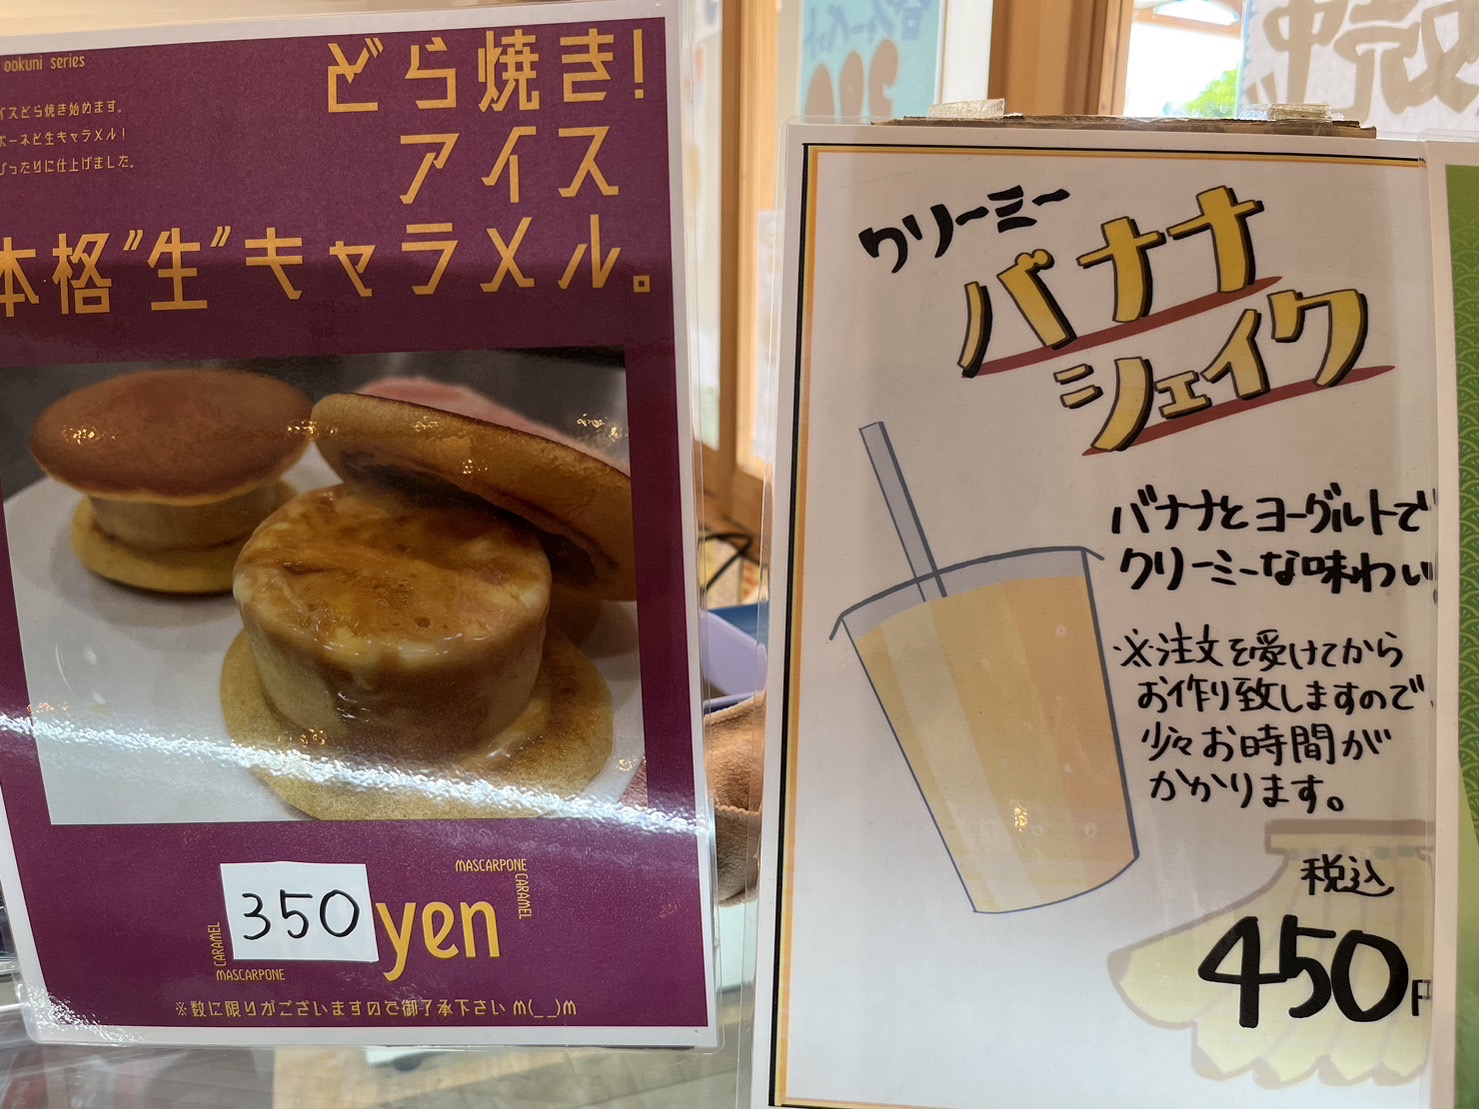 ookuni series
どら焼き!
アイス
本格"生"キャラメル。
イスどら焼き始めます。
ボーネと生キャラメル!
ぴったりに仕上げました。
MASCARPONE
CARAMEL
350 yen
CARAMEL
MASCARPONE
※数に限りがございますので御了承下さい m(_ _)m
クリーミー
バナナ
シェイク
バナナとヨーグルトで
クリーミーな味わい
※注文を受けてから
お作り致しますので、
少々お時間が
かかります。
税込
450円